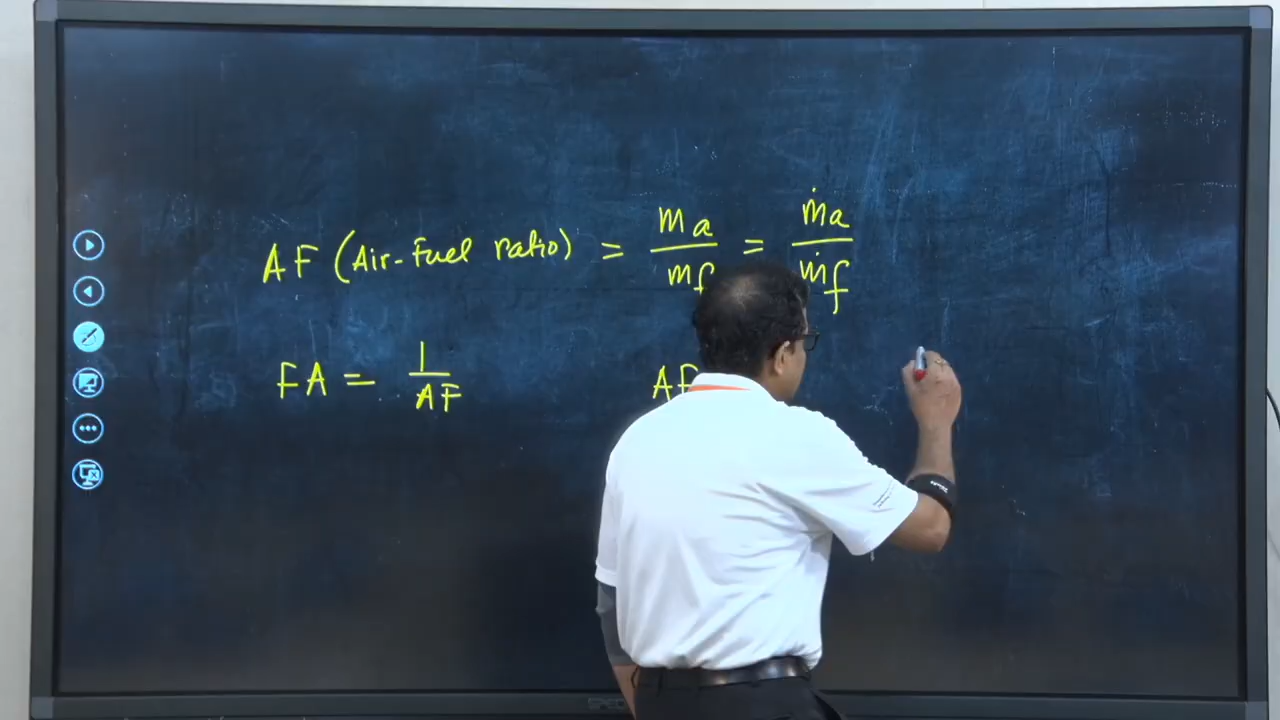 AF (Air-fuel ratio) = ma/mf = ṁa/ṁf
FA = 1/AF AF